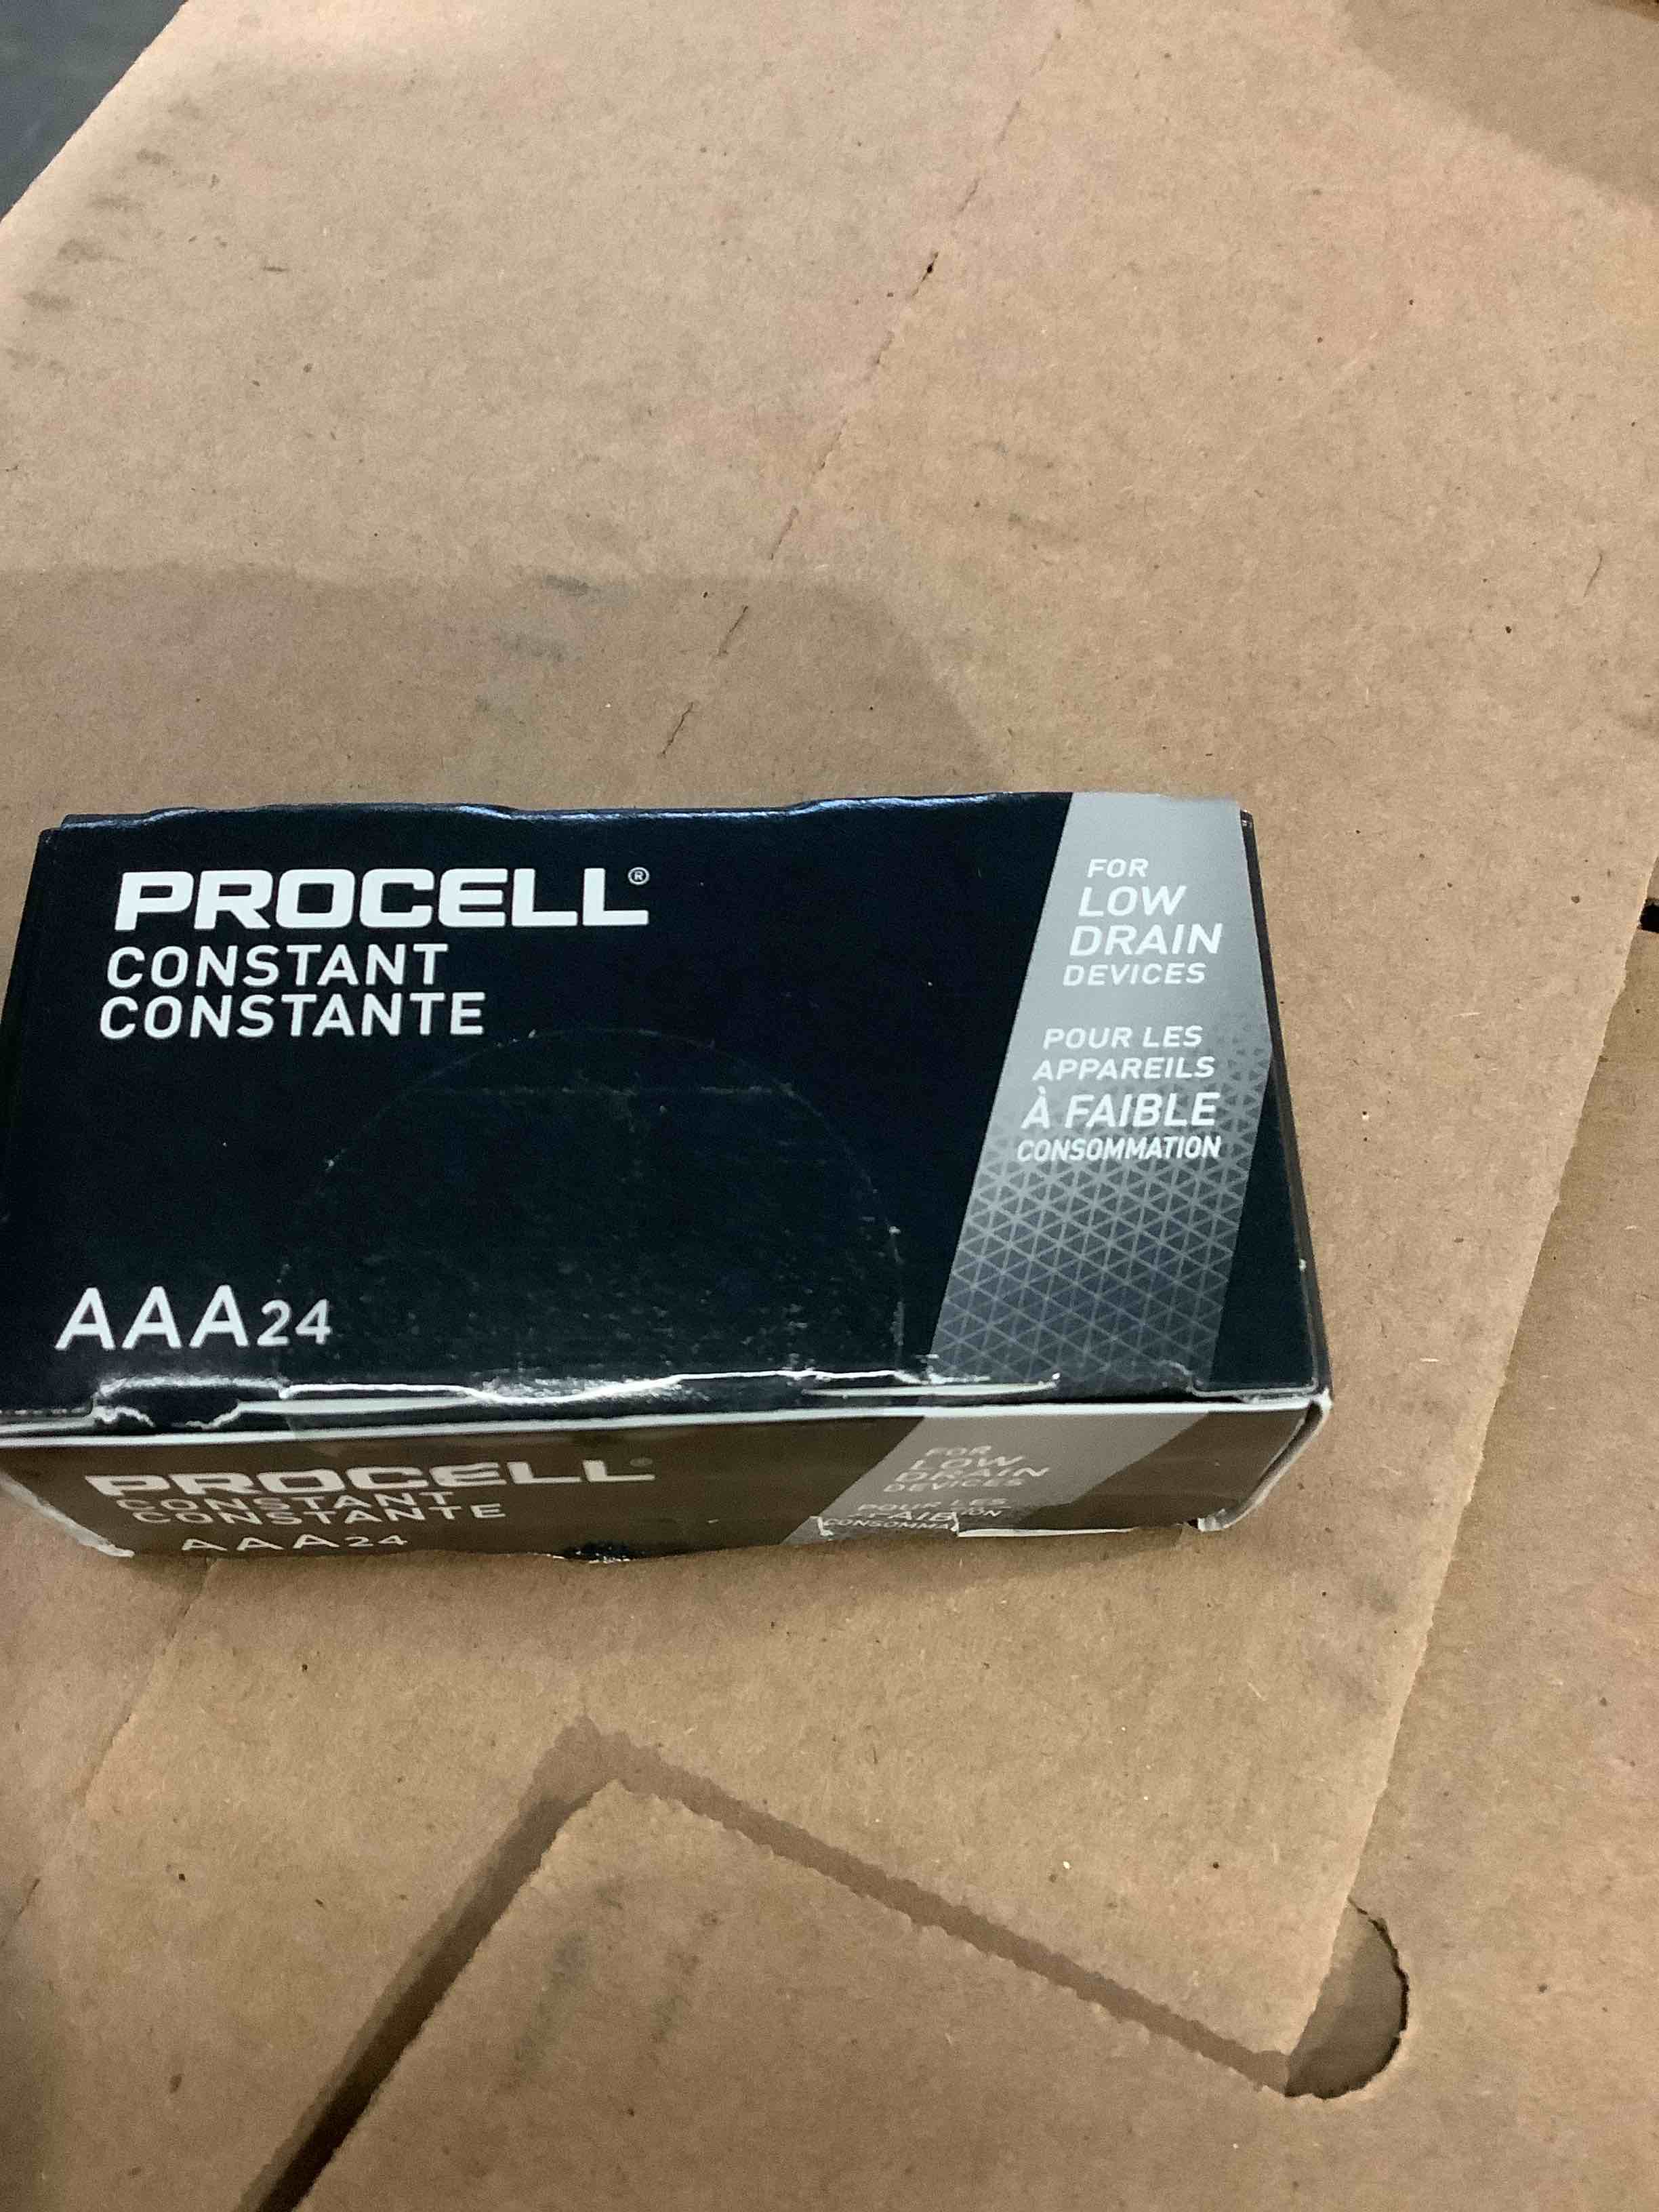 PROCELL®
CONSTANT
CONSTANTE
AAA24
FOR
LOW
DRAIN
DEVICES
POUR LES
APPAREILS
À FAIBLE
CONSOMMATION
PROCELL®
CONSTANT
CONSTANTE
AAA24
FOR
LOW
DRAIN
DEVICES
POUR LES